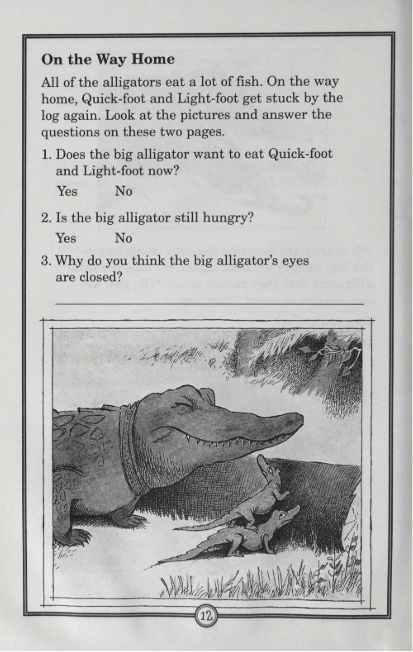 On the Way Home
All of the alligators eat a lot of fish. On the way
home, Quick-foot and Light-foot get stuck by the
log again. Look at the pictures and answer the
questions on these two pages.
1. Does the big alligator want to eat Quick-foot
and Light-foot now?
Yes No
2. Is the big alligator still hungry?
Yes No
3. Why do you think the big alligator's eyes
are closed?
12